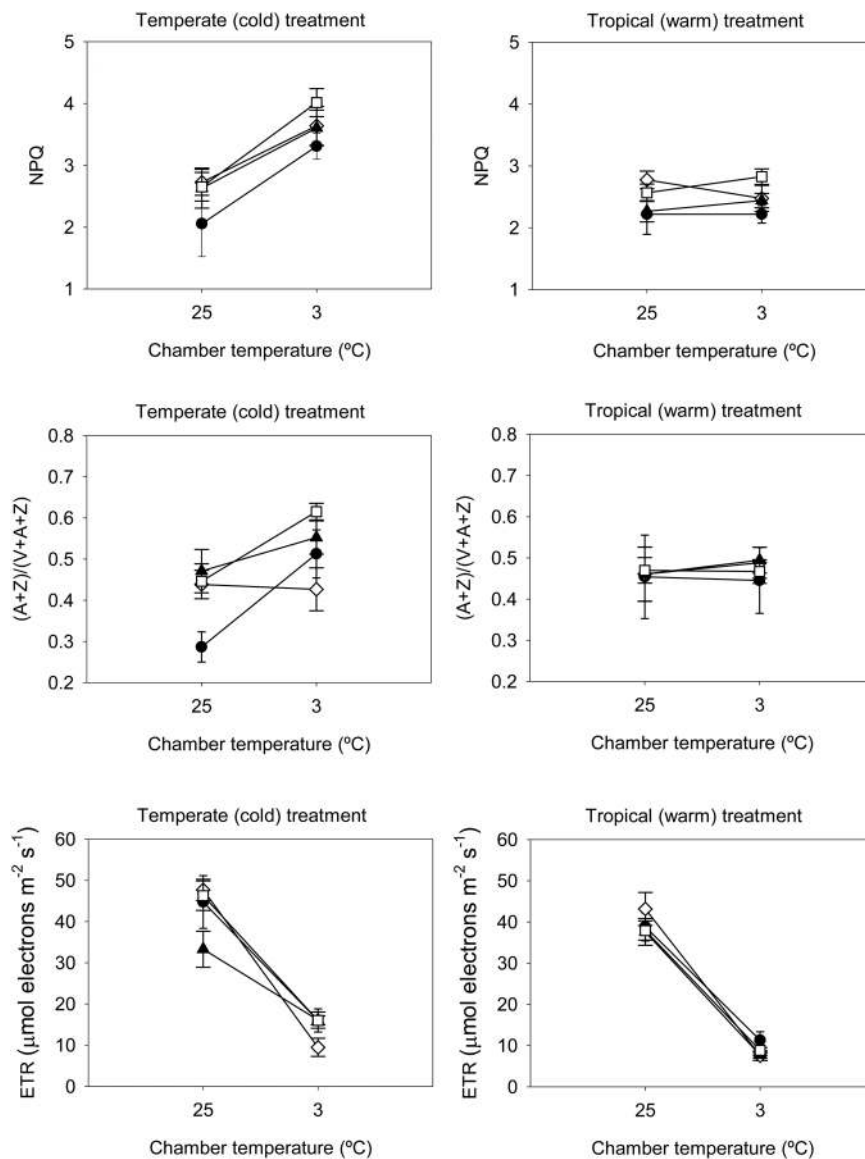 Temperate (cold) treatment
5
4
3
2
1
NPQ
25 3
Chamber temperature (ºC)
Tropical (warm) treatment
5
4
3
2
1
NPQ
25 3
Chamber temperature (ºC)
Temperate (cold) treatment
0.8
0.7
0.6
0.5
0.4
0.3
0.2
(A+Z)/(V+A+Z)
25 3
Chamber temperature (ºC)
Tropical (warm) treatment
0.8
0.7
0.6
0.5
0.4
0.3
0.2
(A+Z)/(V+A+Z)
25 3
Chamber temperature (ºC)
Temperate (cold) treatment
60
50
40
30
20
10
0
ETR (μmol electrons m⁻² s⁻¹)
25 3
Chamber temperature (ºC)
Tropical (warm) treatment
60
50
40
30
20
10
0
ETR (μmol electrons m⁻² s⁻¹)
25 3
Chamber temperature (ºC)